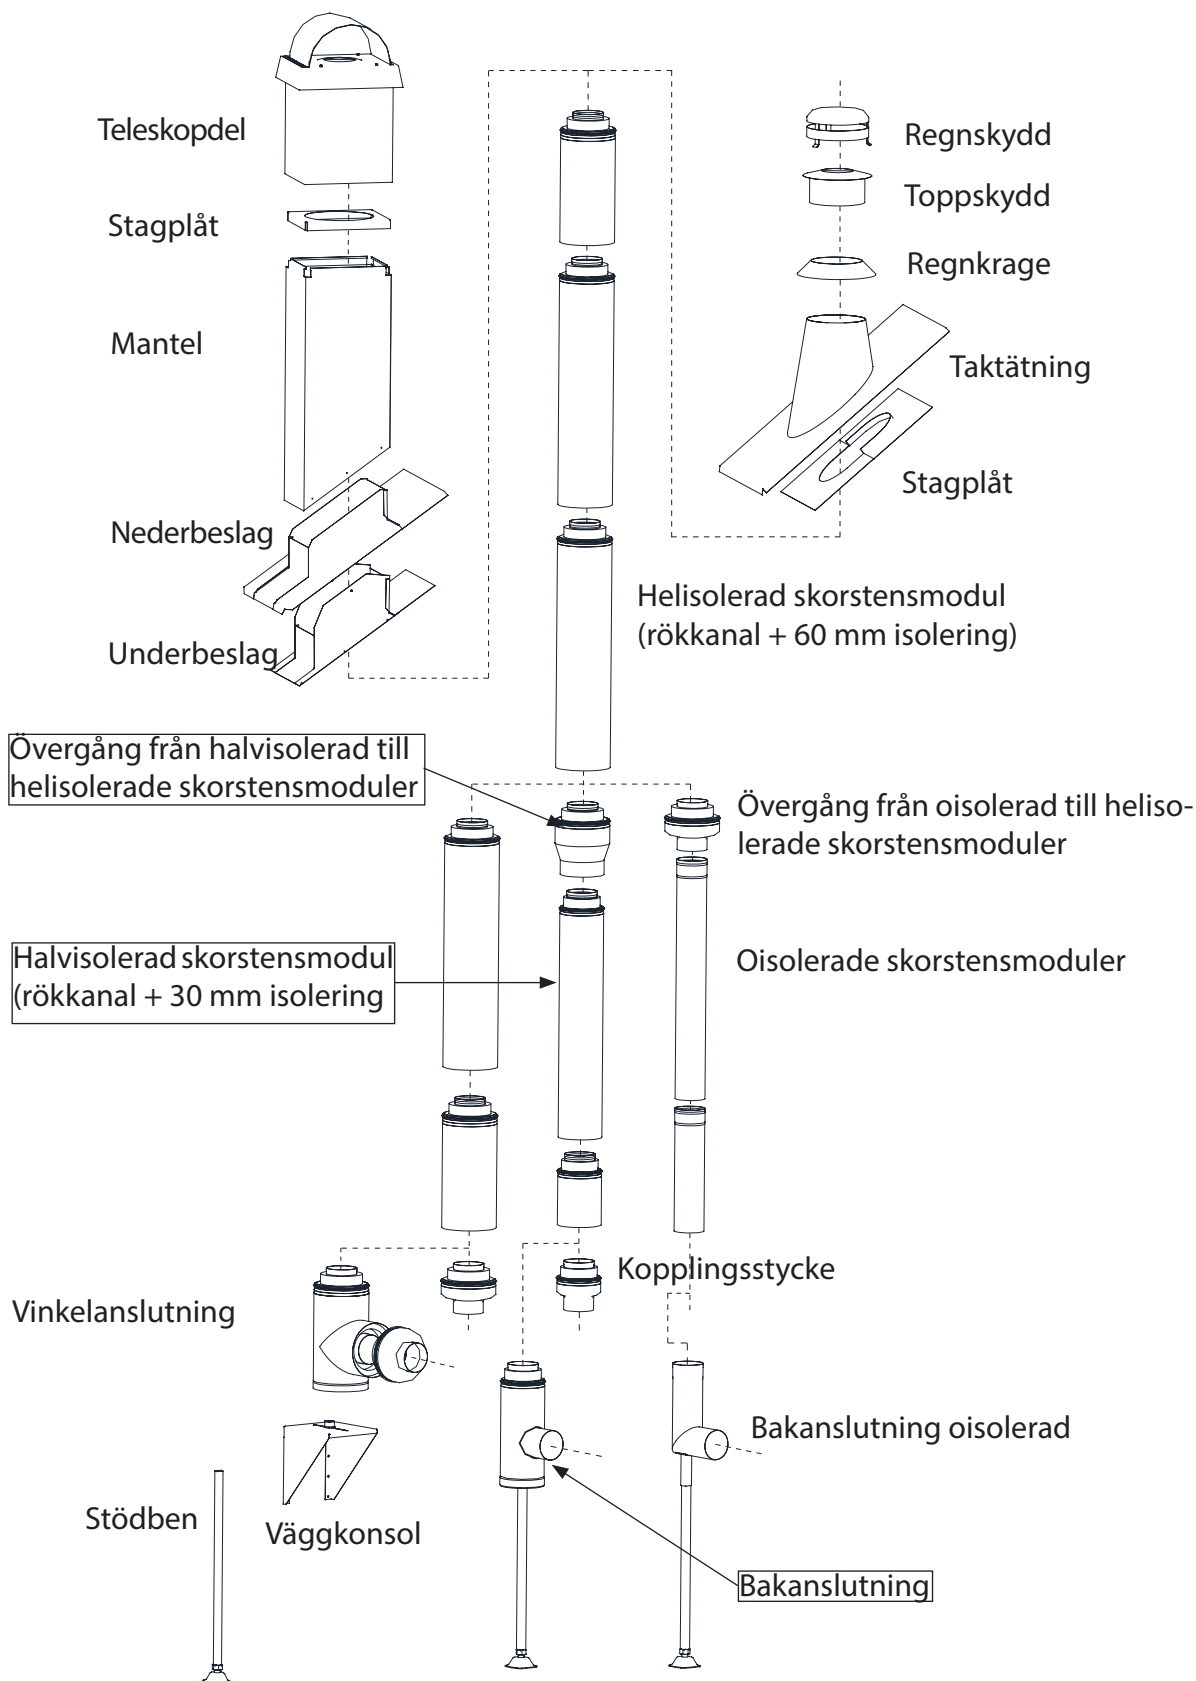 Teleskopdel
Regnskydd
Toppskydd
Stagplåt
Regnkrage
Mantel
Taktätning
Stagplåt
Nederbeslag
Helisolerad skorstensmodul
(rökkanal + 60 mm isolering)
Underbeslag
Övergång från halvisolerad till
helisolerade skorstensmoduler
Övergång från oisolerad till heliso-
lerade skorstensmoduler
Halvisolerad skorstensmodul
(rökkanal + 30 mm isolering
Oisolerade skorstensmoduler
Kopplingsstycke
Vinkelanslutning
Bakanslutning oisolerad
Stödben
Väggkonsol
Bakanslutning